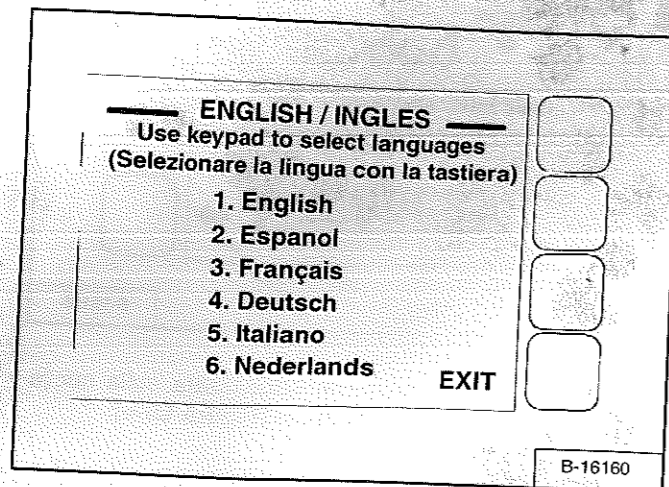 ENGLISH / INGLES
Use keypad to select languages
(Selezionare la lingua con la tastiera)
1. English
2. Espanol
3. Français
4. Deutsch
5. Italiano
6. Nederlands
EXIT
B-16160